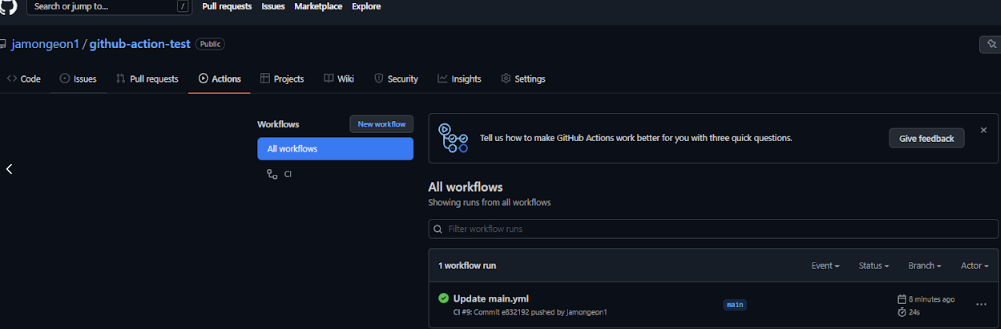 Search or jump to...
/
Pull requests
Issues
Marketplace
Explore
jamongeon1 / github-action-test
Public
Code
Issues
Pull requests
Actions
Projects
Wiki
Security
Insights
Settings
Workflows
New workflow
All workflows
CI
Tell us how to make GitHub Actions work better for you with three quick questions.
Give feedback
All workflows
Showing runs from all workflows
Filter workflow runs
1 workflow run
Event
Status
Branch
Actor
Update main.yml
main
8 minutes ago
CI #9: Commit e832192 pushed by jamongeon1
24s